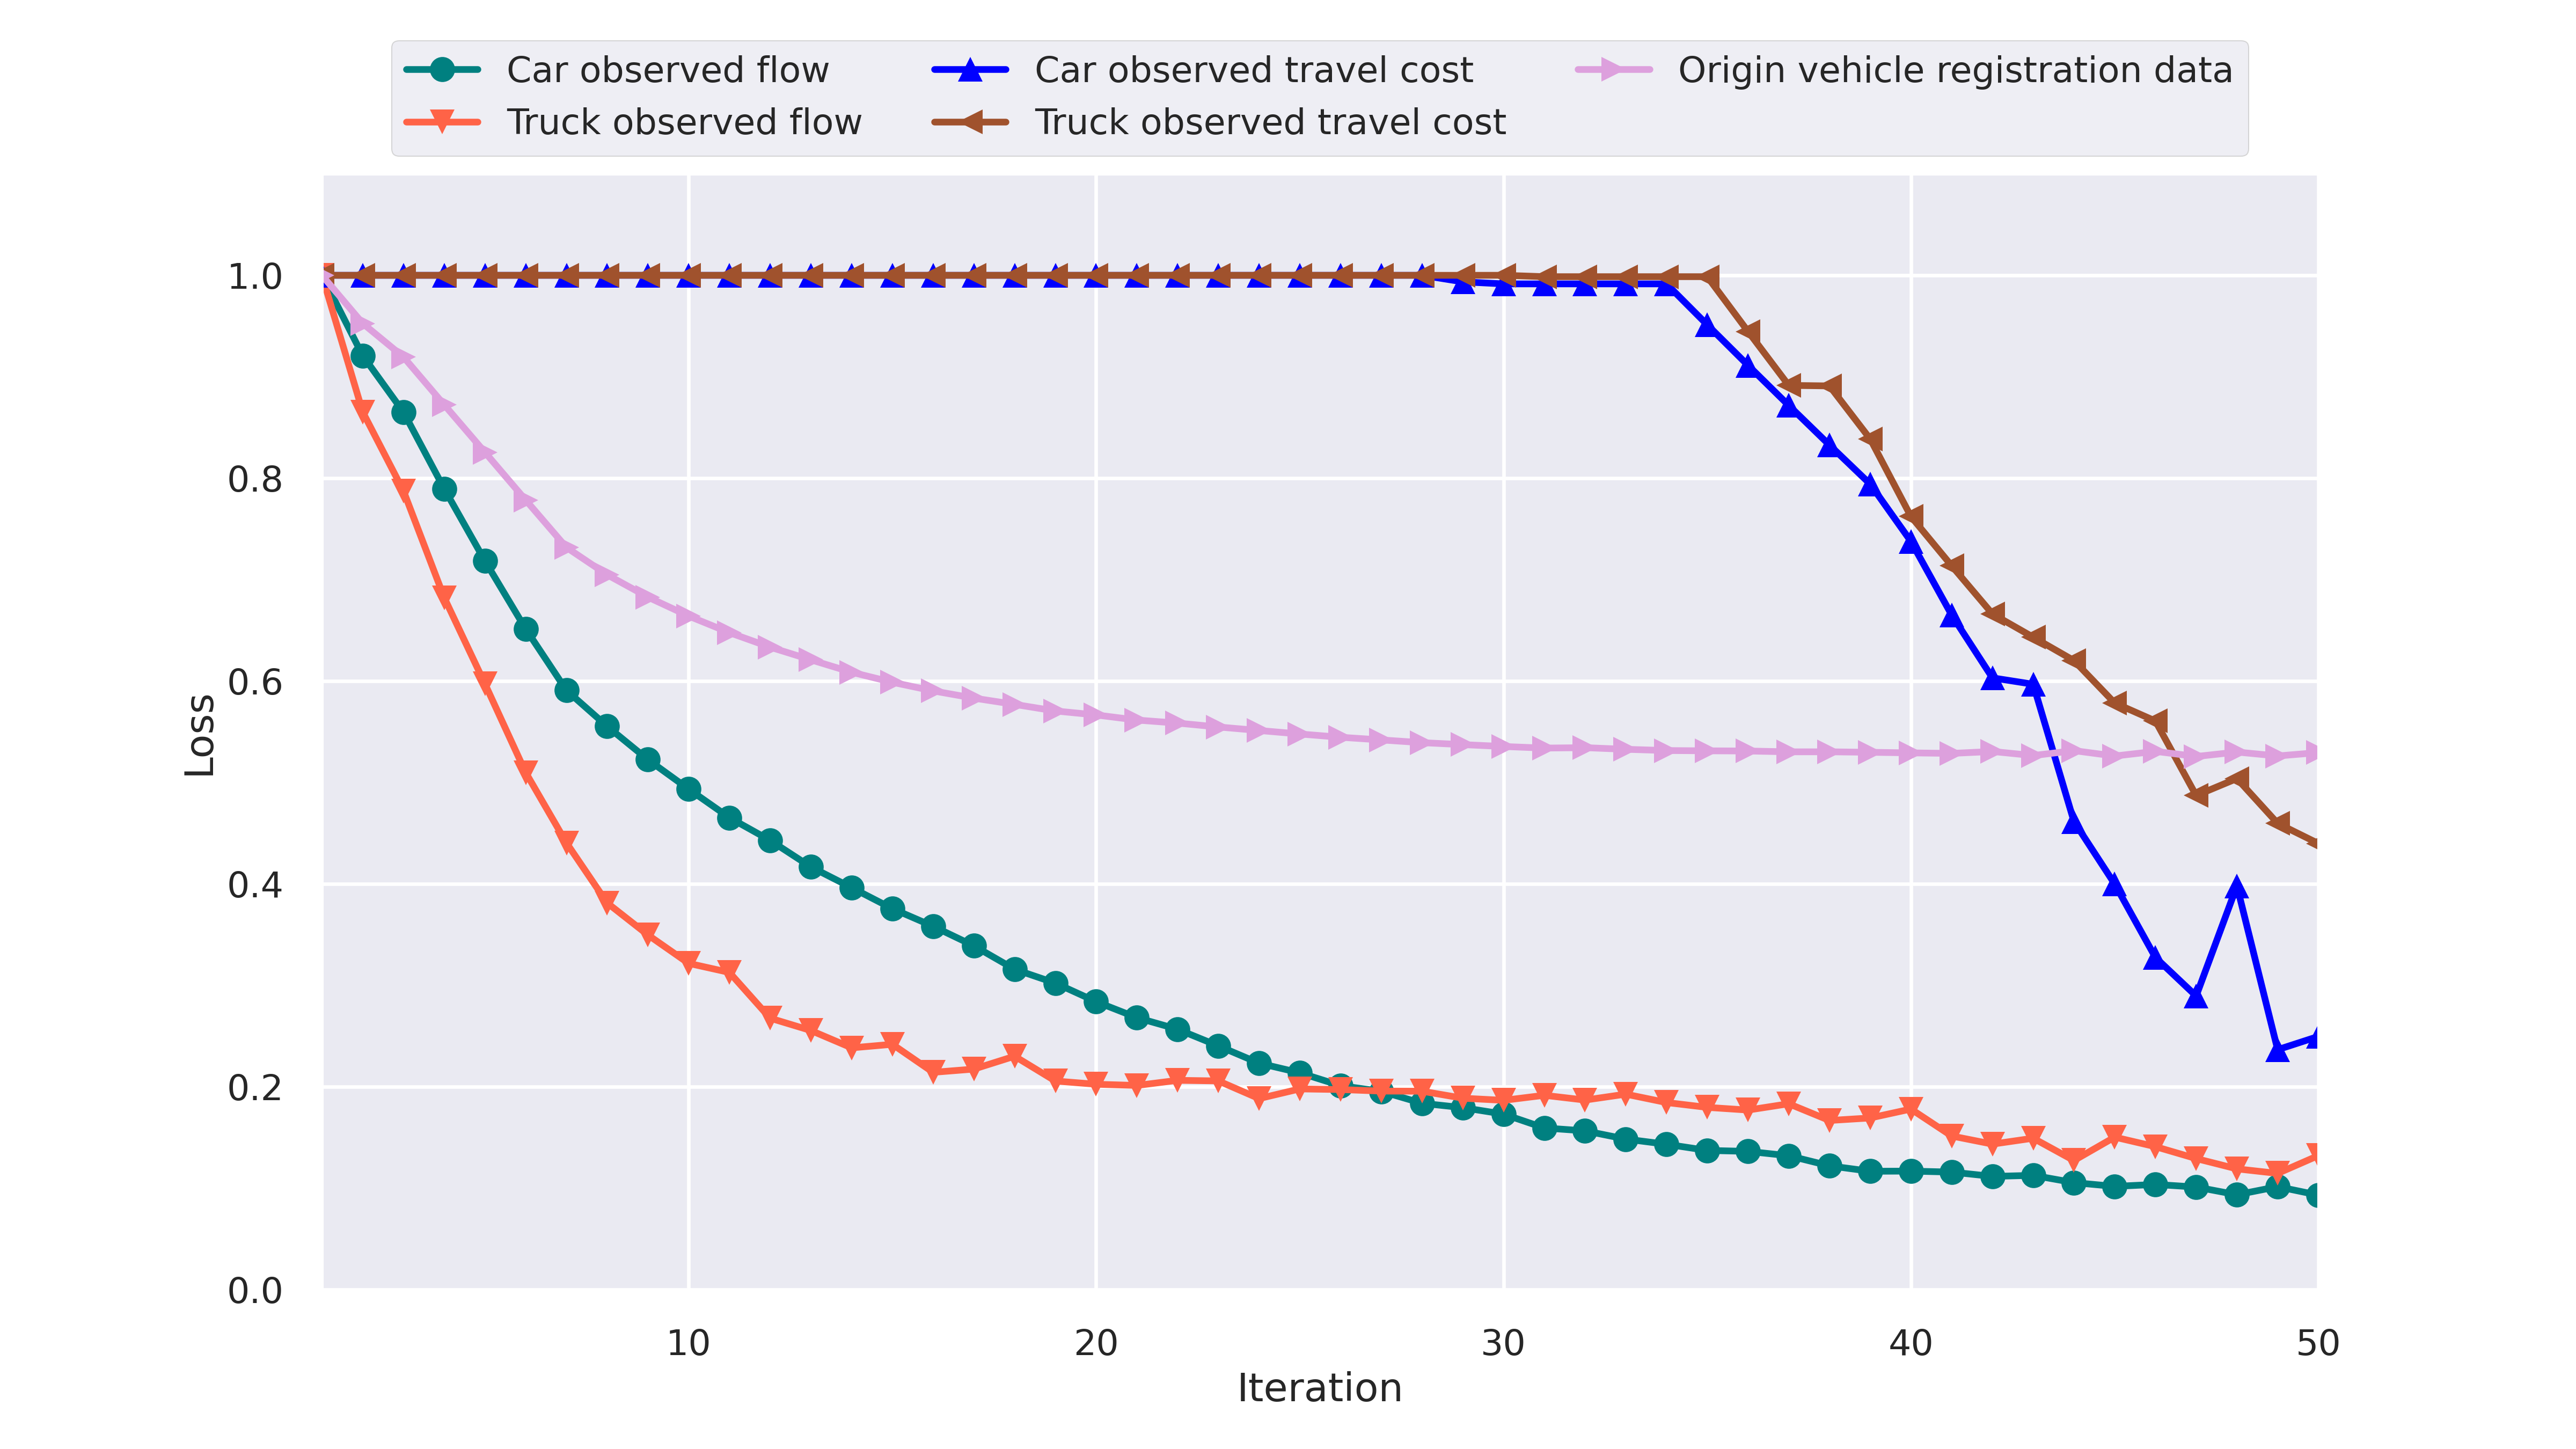 Car observed flow
Truck observed flow
Car observed travel cost
Truck observed travel cost
Origin vehicle registration data
1.0
0.8
0.6
0.4
0.2
0.0
Loss
10 20 30 40 50
Iteration